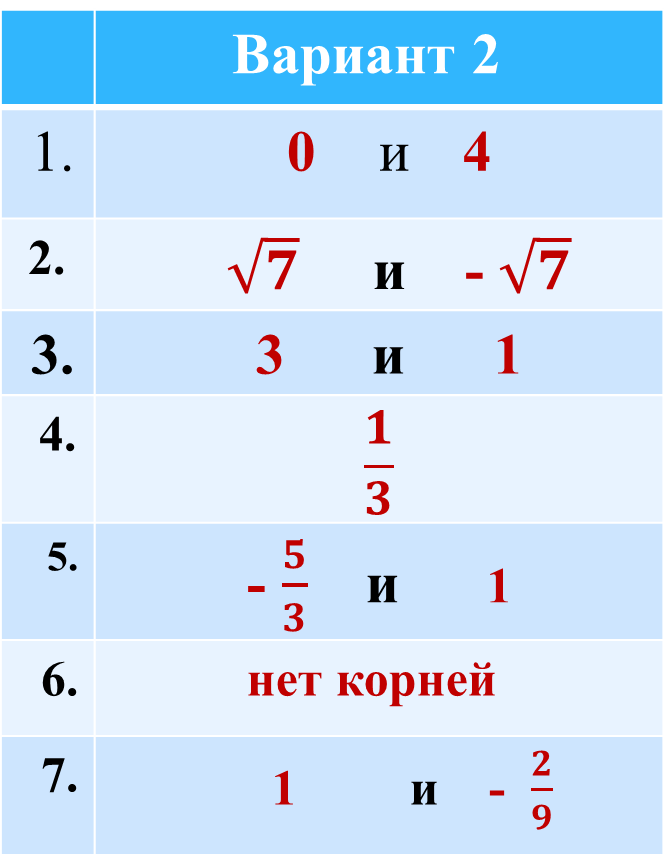 Вариант 2
1. 0 и 4
2. √7 и - √7
3. 3 и 1
4. 1/3
5. - 5/3 и 1
6. нет корней
7. 1 и - 2/9